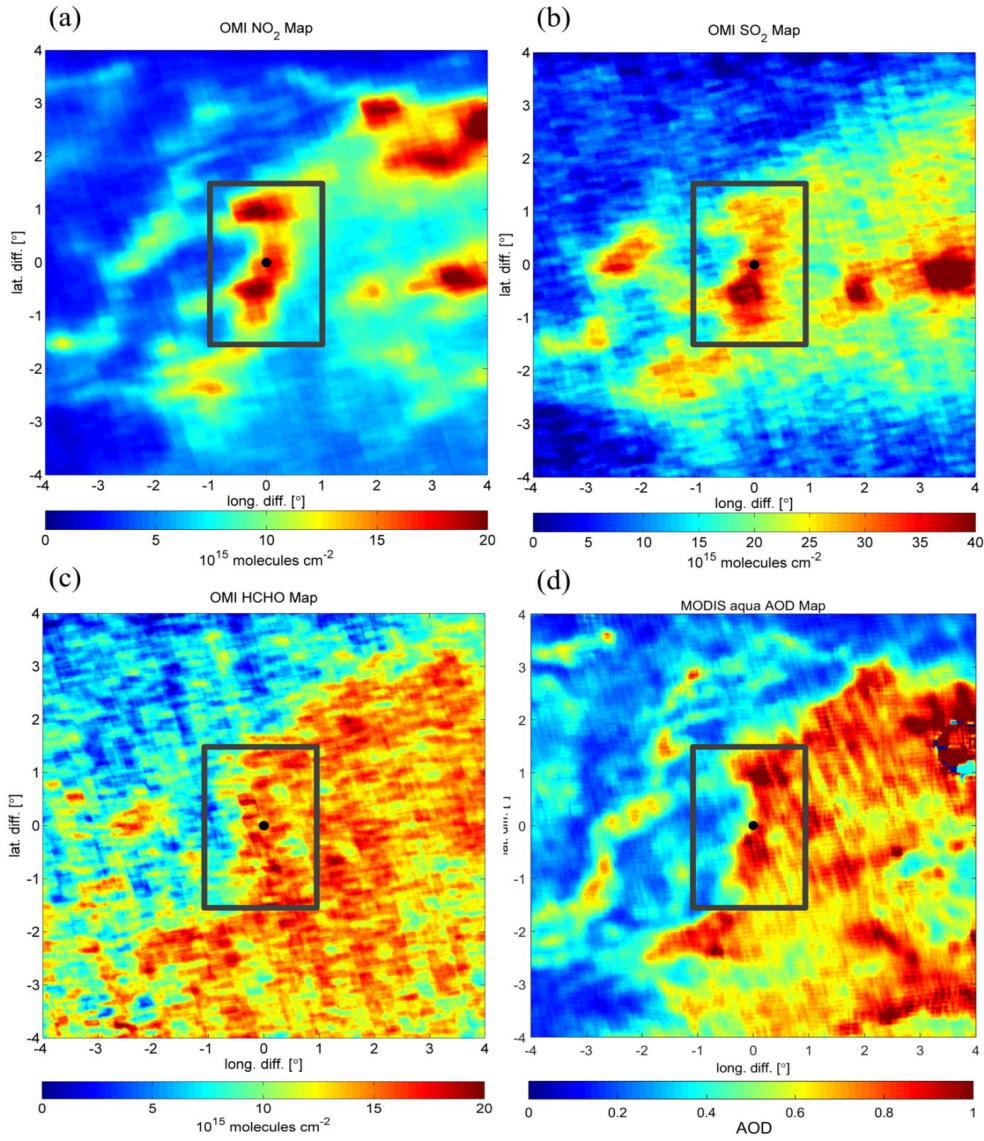 (a)
OMI NO2 Map
4
3
2
1
0
-1
-2
-3
-4
lat. diff. [°]
-4 -3 -2 -1 0 1 2 3 4
long. diff. [°]
0 5 10 15 20
10^15 molecules cm^-2
(b)
OMI SO2 Map
4
3
2
1
0
-1
-2
-3
-4
lat. diff. [°]
-4 -3 -2 -1 0 1 2 3 4
long. diff. [°]
0 5 10 15 20 25 30 35 40
10^15 molecules cm^-2
(c)
OMI HCHO Map
4
3
2
1
0
-1
-2
-3
-4
lat. diff. [°]
-4 -3 -2 -1 0 1 2 3 4
long. diff. [°]
0 5 10 15 20
10^15 molecules cm^-2
(d)
MODIS aqua AOD Map
4
3
2
1
0
-1
-2
-3
-4
lat. diff. [°]
-4 -3 -2 -1 0 1 2 3 4
long. diff. [°]
0 0.2 0.4 0.6 0.8 1
AOD